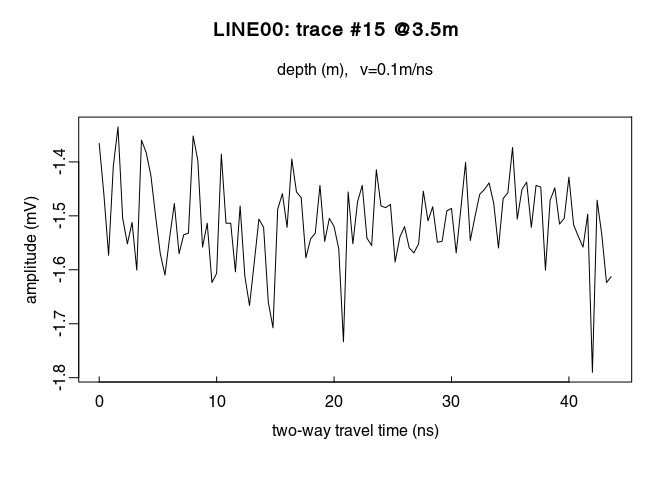 LINE00: trace #15 @3.5m
depth (m),   v=0.1m/ns
-1.4
-1.5
-1.6
-1.7
-1.8
amplitude (mV)
0 10 20 30 40
two-way travel time (ns)